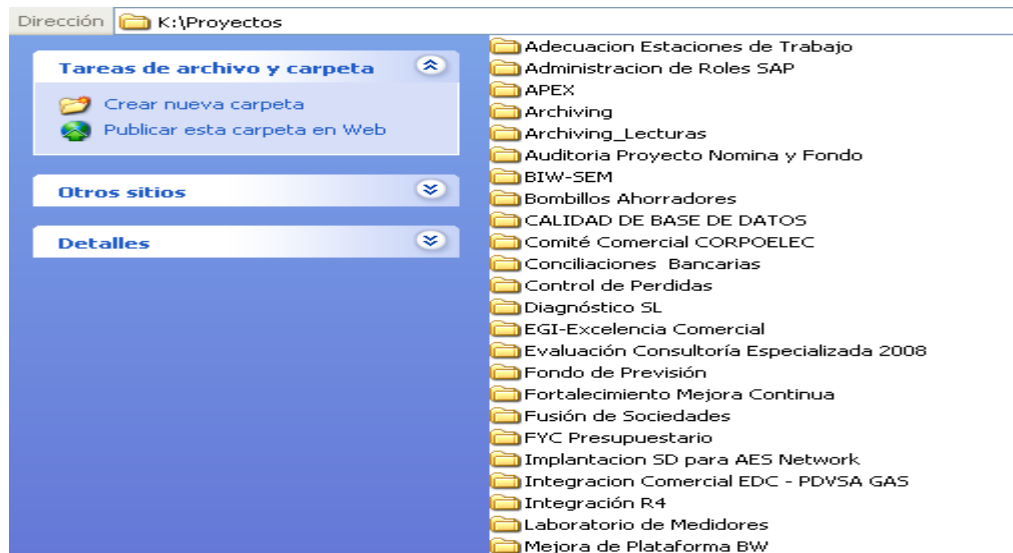 Dirección K:\Proyectos
Tareas de archivo y carpeta
Crear nueva carpeta
Publicar esta carpeta en Web
Otros sitios
Detalles
Adecuacion Estaciones de Trabajo
Administracion de Roles SAP
APEX
Archiving
Archiving_Lecturas
Auditoria Proyecto Nomina y Fondo
BIW-SEM
Bombillos Ahorradores
CALIDAD DE BASE DE DATOS
Comité Comercial CORPOELEC
Conciliaciones  Bancarias
Control de Perdidas
Diagnóstico SL
EGI-Excelencia Comercial
Evaluación Consultoría Especializada 2008
Fondo de Previsión
Fortalecimiento Mejora Continua
Fusión de Sociedades
FYC Presupuestario
Implantacion SD para AES Network
Integracion Comercial EDC - PDVSA GAS
Integración R4
Laboratorio de Medidores
Mejora de Plataforma BW